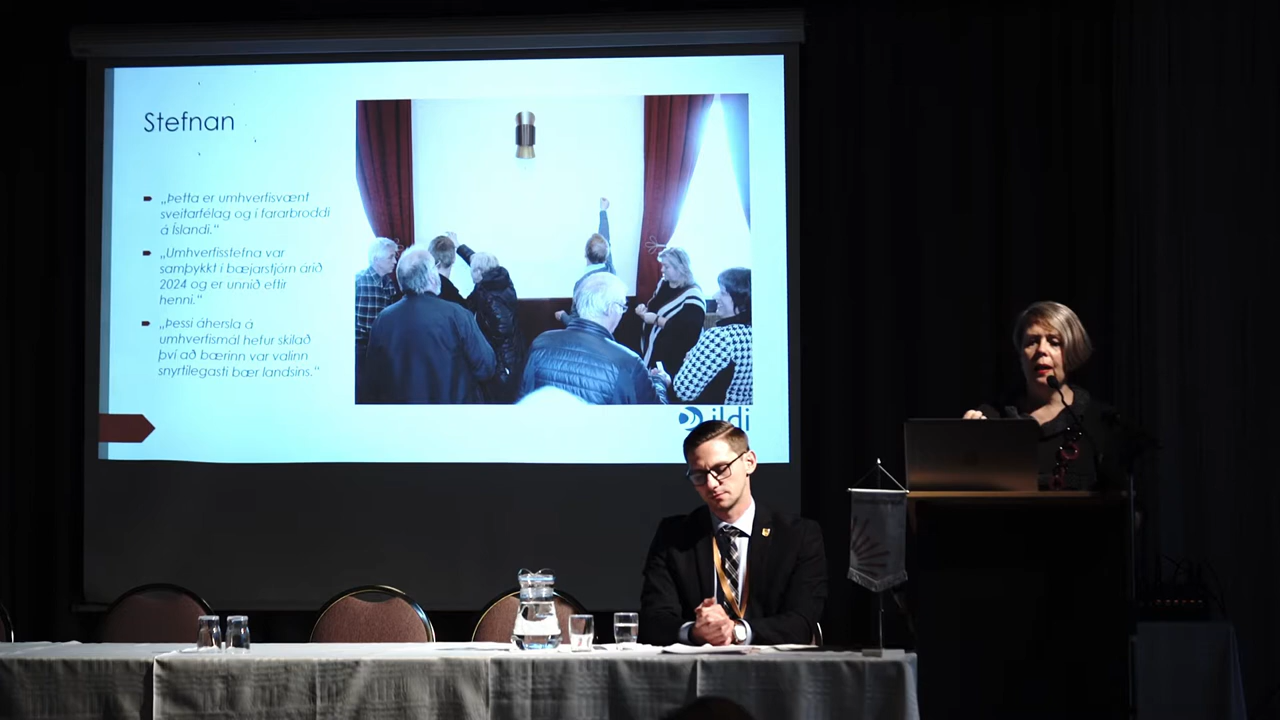 Stefnan
„Þetta er umhverfisvænt
sveitarfélag og í fararbroddi
á Íslandi.“
„Umhverfisstefna var
samþykkt í bæjarstjórn árið
2024 og er unnið eftir
henni.“
„Þessi áhersla á
umhverfismál hefur skilað
því að bærinn var valinn
snyrtilegasti bær landsins.“
ildi